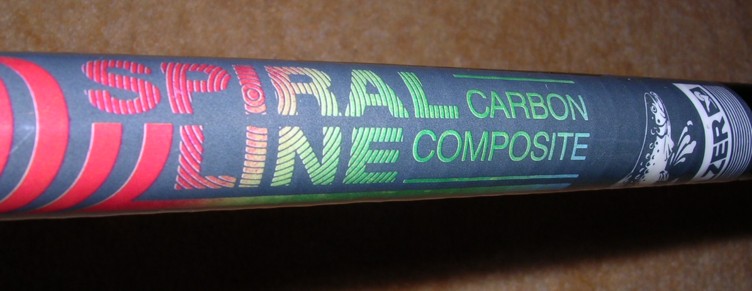 SPIRAL
LINE
CARBON
COMPOSITE